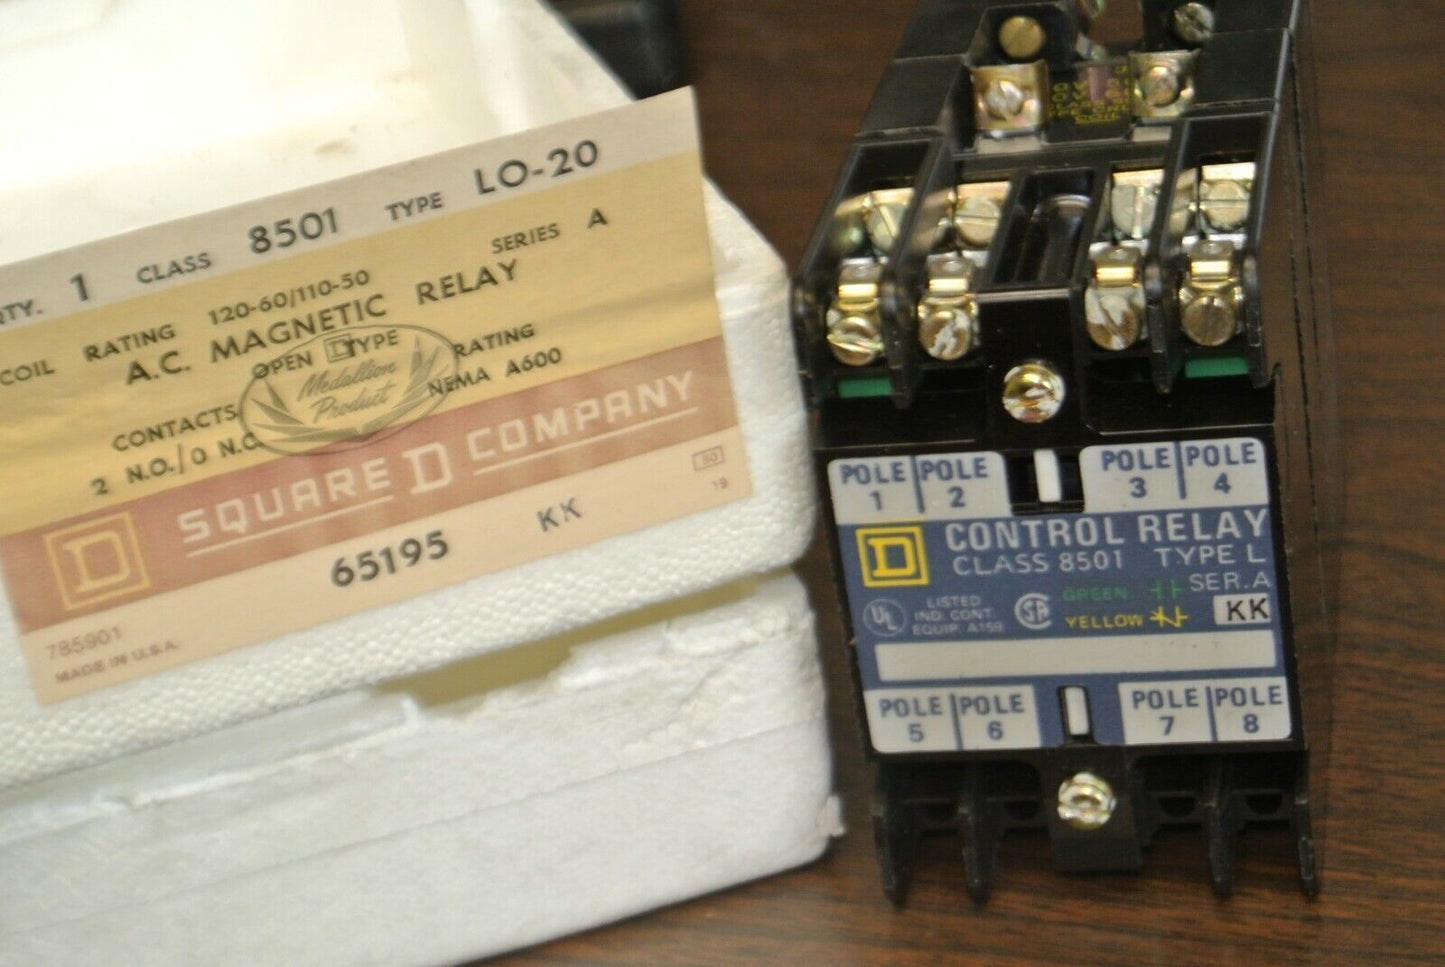 QTY. 1 CLASS 8501 TYPE LO-20
COIL RATING 120-60/110-50 SERIES A
A.C. MAGNETIC RELAY
OPEN D TYPE
CONTACTS RATING
2 N.O./0 N.C. NEMA A600
Medallion
Product
SQUARE D COMPANY
D
65195 KK
30
19
785901
MADE IN U.S.A.
POLE 1
POLE 2
POLE 3
POLE 4
D CONTROL RELAY
CLASS 8501 TYPE L
SER. A
GREEN
YELLOW
KK
UL LISTED
IND. CONT.
EQUIP. A159
SA
POLE 5
POLE 6
POLE 7
POLE 8